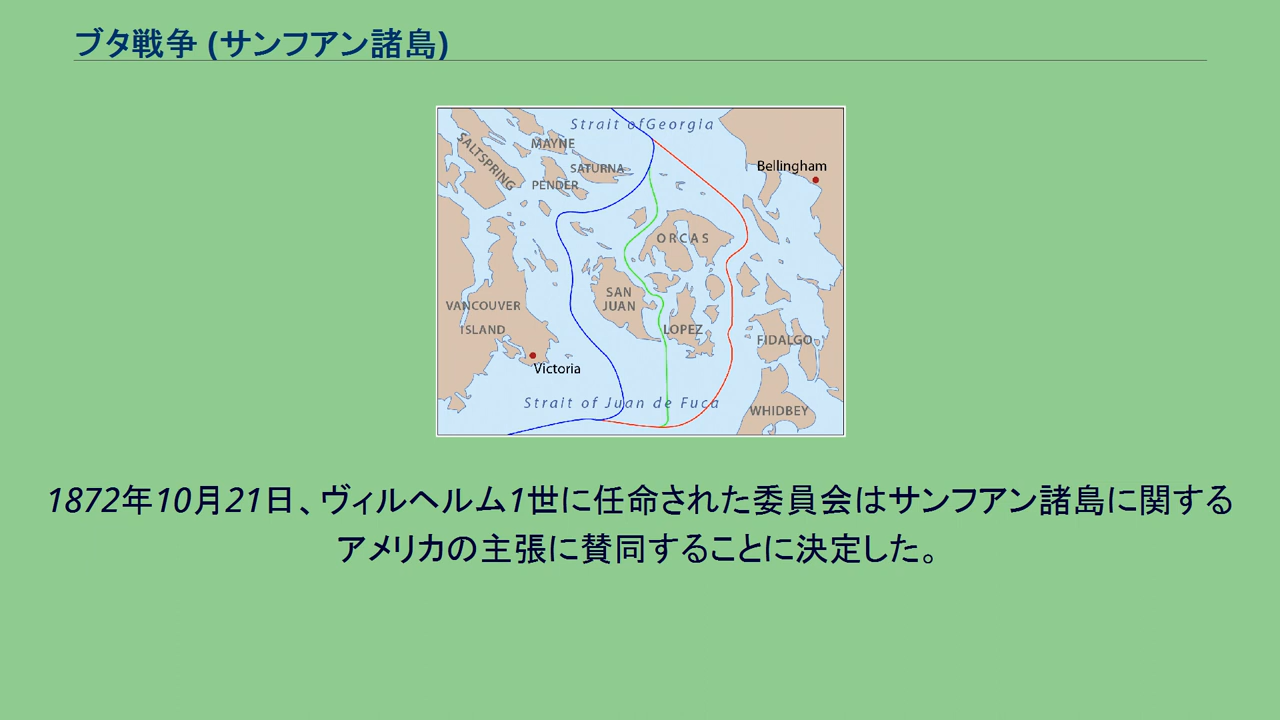 ブタ戦争 (サンフアン諸島)
Strait of Georgia
MAYNE
SALTSPRING
SATURNA
PENDER
Bellingham
ORCAS
SAN
JUAN
VANCOUVER
ISLAND
LOPEZ
FIDALGO
Victoria
Strait of Juan de Fuca
WHIDBEY
1872年10月21日、ヴィルヘルム1世に任命された委員会はサンフアン諸島に関する
アメリカの主張に賛同することに決定した。